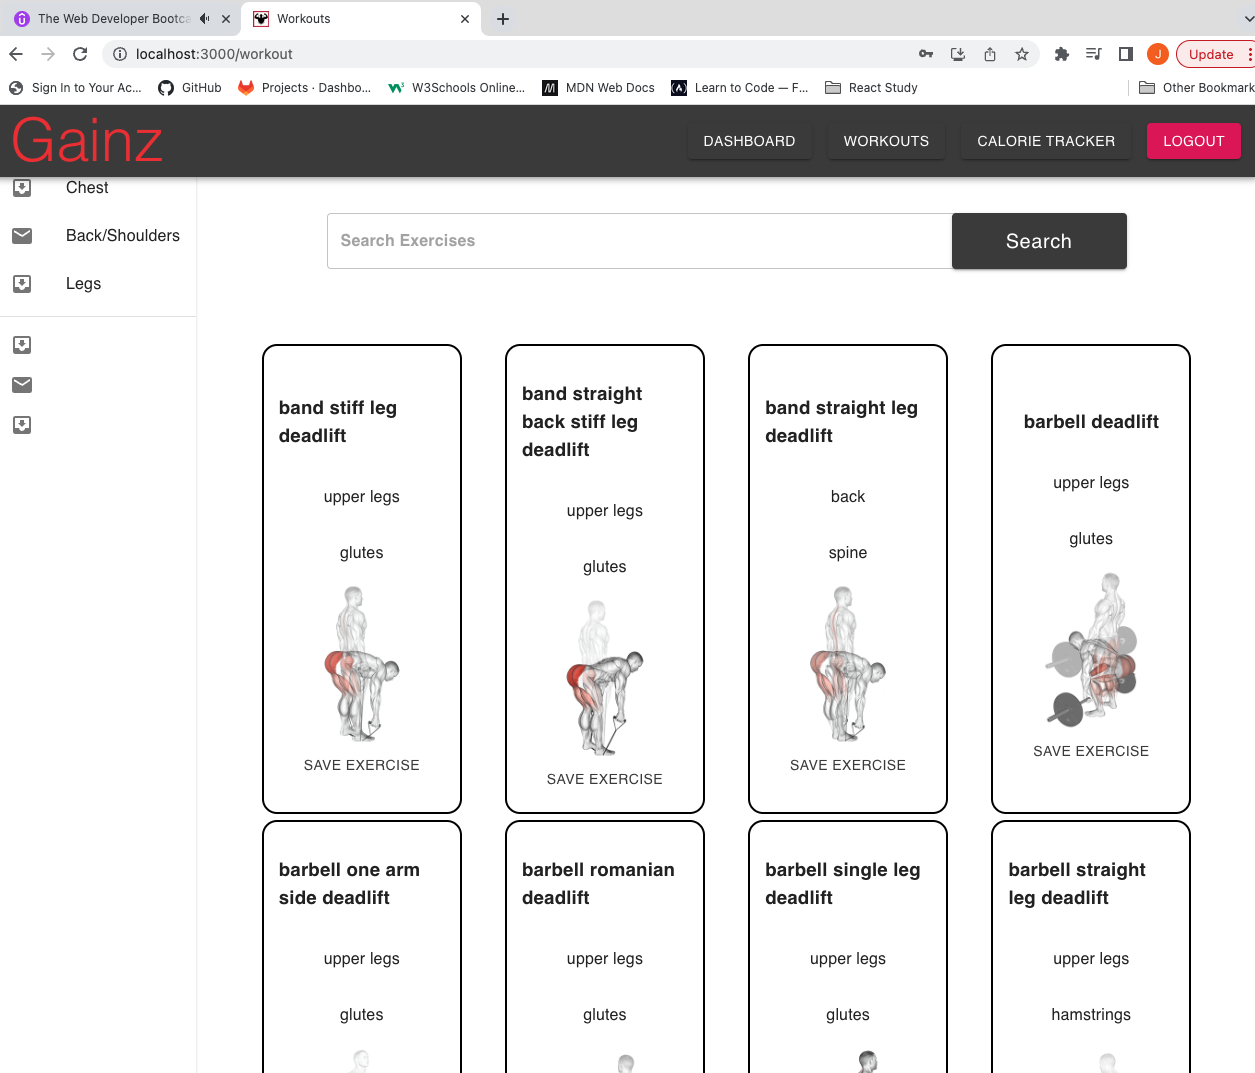 The Web Developer Bootca
Workouts
localhost:3000/workout
J
Update
Sign In to Your Ac...
GitHub
Projects · Dashbo...
W3Schools Online...
MDN Web Docs
Learn to Code — F...
React Study
Other Bookmark
Gainz
DASHBOARD
WORKOUTS
CALORIE TRACKER
LOGOUT
Chest
Back/Shoulders
Legs
Search Exercises
Search
band stiff leg
deadlift
upper legs
glutes
SAVE EXERCISE
band straight
back stiff leg
deadlift
upper legs
glutes
SAVE EXERCISE
band straight leg
deadlift
back
spine
SAVE EXERCISE
barbell deadlift
upper legs
glutes
SAVE EXERCISE
barbell one arm
side deadlift
upper legs
glutes
barbell romanian
deadlift
upper legs
glutes
barbell single leg
deadlift
upper legs
glutes
barbell straight
leg deadlift
upper legs
hamstrings